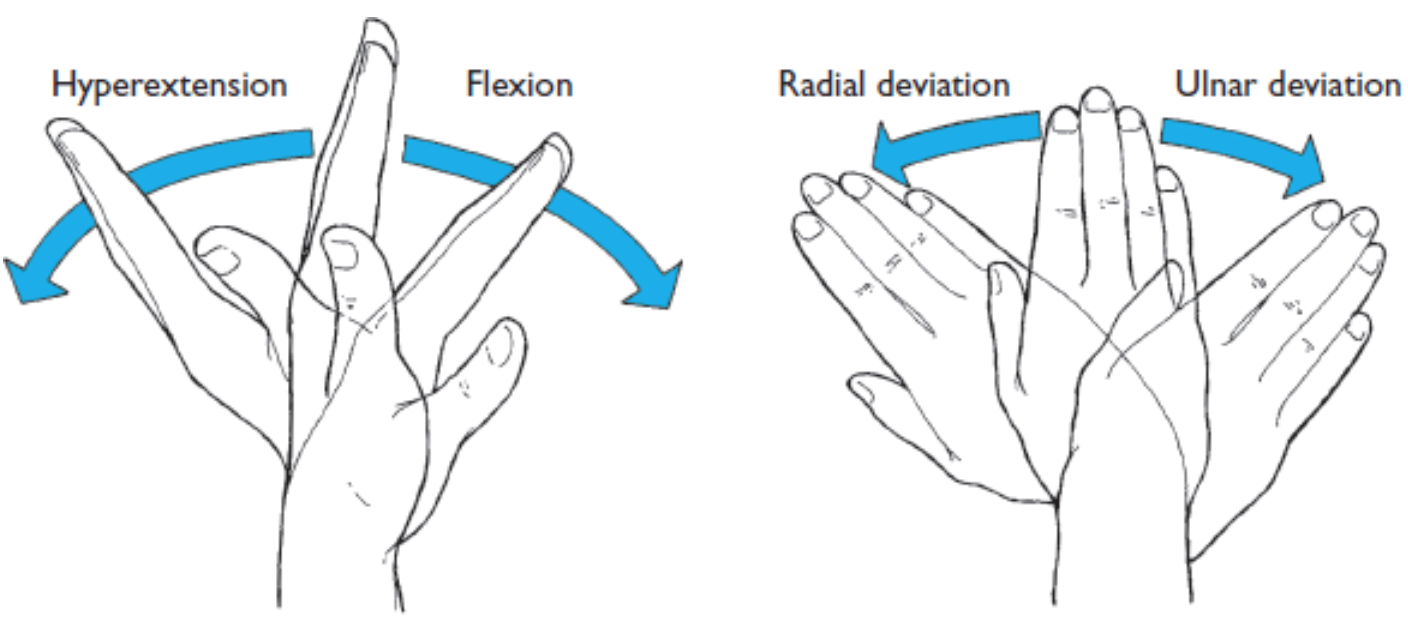 Hyperextension
Flexion
Radial deviation
Ulnar deviation